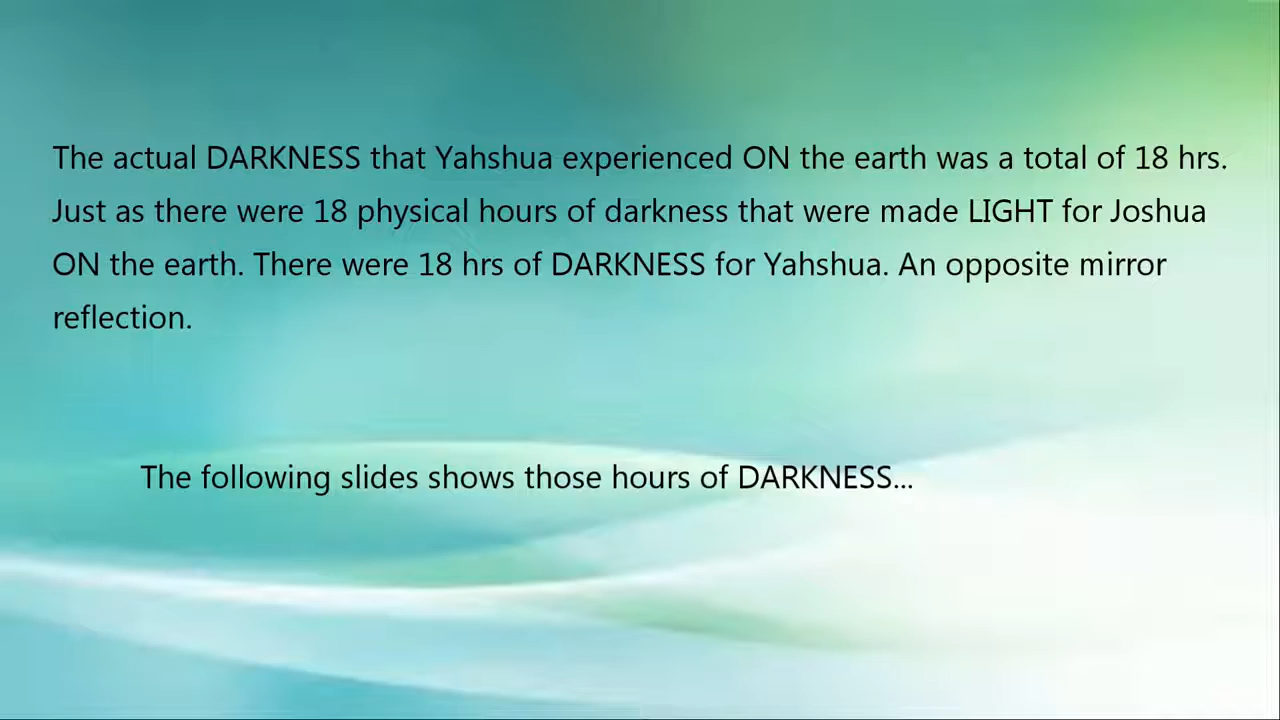 The actual DARKNESS that Yahshua experienced ON the earth was a total of 18 hrs.
Just as there were 18 physical hours of darkness that were made LIGHT for Joshua
ON the earth. There were 18 hrs of DARKNESS for Yahshua. An opposite mirror
reflection.
The following slides shows those hours of DARKNESS...